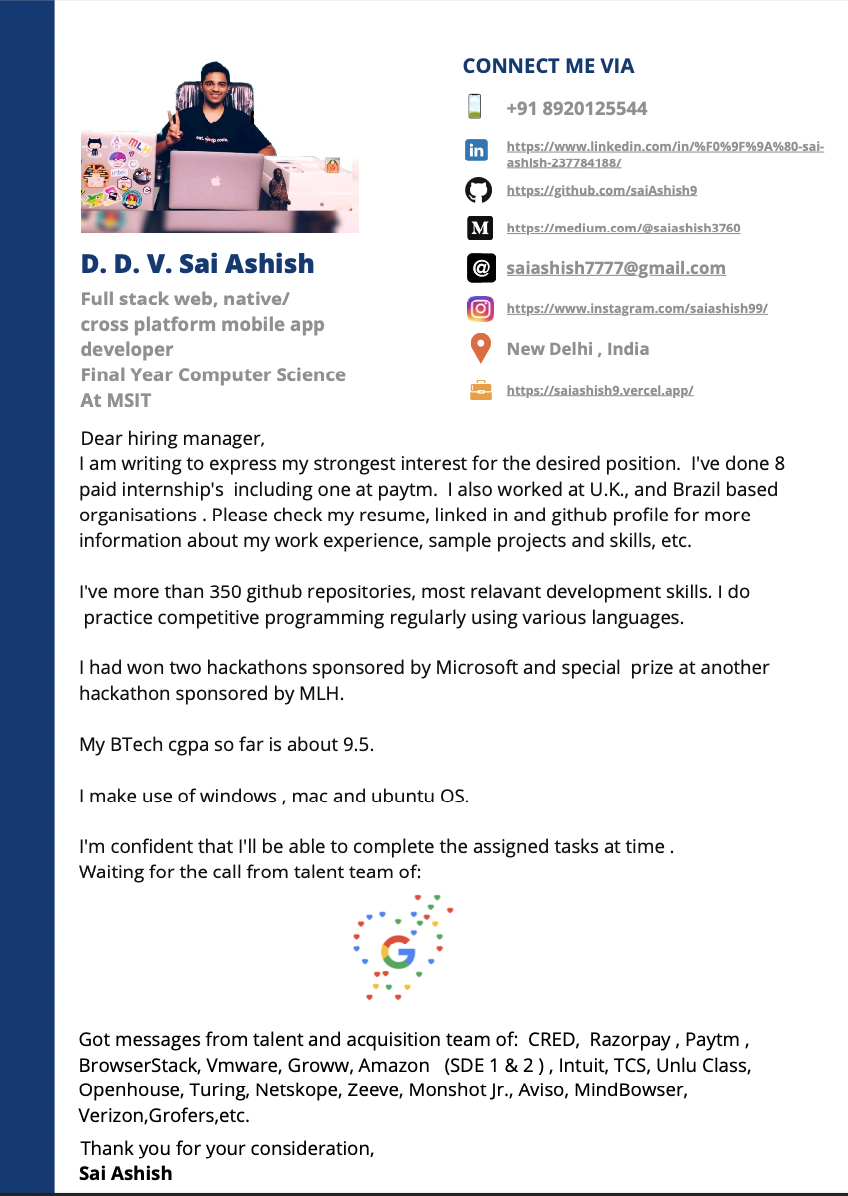 CONNECT ME VIA
+91 8920125544
https://www.linkedin.com/in/%F0%9F%9A%80-sai-
ashish-237784188/
https://github.com/saiAshish9
https://medium.com/@saiashish3760
saiashish7777@gmail.com
https://www.instagram.com/saiashish99/
New Delhi , India
https://saiashish9.vercel.app/
D. D. V. Sai Ashish
Full stack web, native/
cross platform mobile app
developer
Final Year Computer Science
At MSIT
Dear hiring manager,
I am writing to express my strongest interest for the desired position.  I've done 8
paid internship's  including one at paytm.  I also worked at U.K., and Brazil based
organisations . Please check my resume, linked in and github profile for more
information about my work experience, sample projects and skills, etc.
I've more than 350 github repositories, most relavant development skills. I do
practice competitive programming regularly using various languages.
I had won two hackathons sponsored by Microsoft and special  prize at another
hackathon sponsored by MLH.
My BTech cgpa so far is about 9.5.
I make use of windows , mac and ubuntu OS.
I'm confident that I'll be able to complete the assigned tasks at time .
Waiting for the call from talent team of:
G
Got messages from talent and acquisition team of:  CRED,  Razorpay , Paytm ,
BrowserStack, Vmware, Groww, Amazon   (SDE 1 & 2 ) , Intuit, TCS, Unlu Class,
Openhouse, Turing, Netskope, Zeeve, Monshot Jr., Aviso, MindBowser,
Verizon,Grofers,etc.
Thank you for your consideration,
Sai Ashish